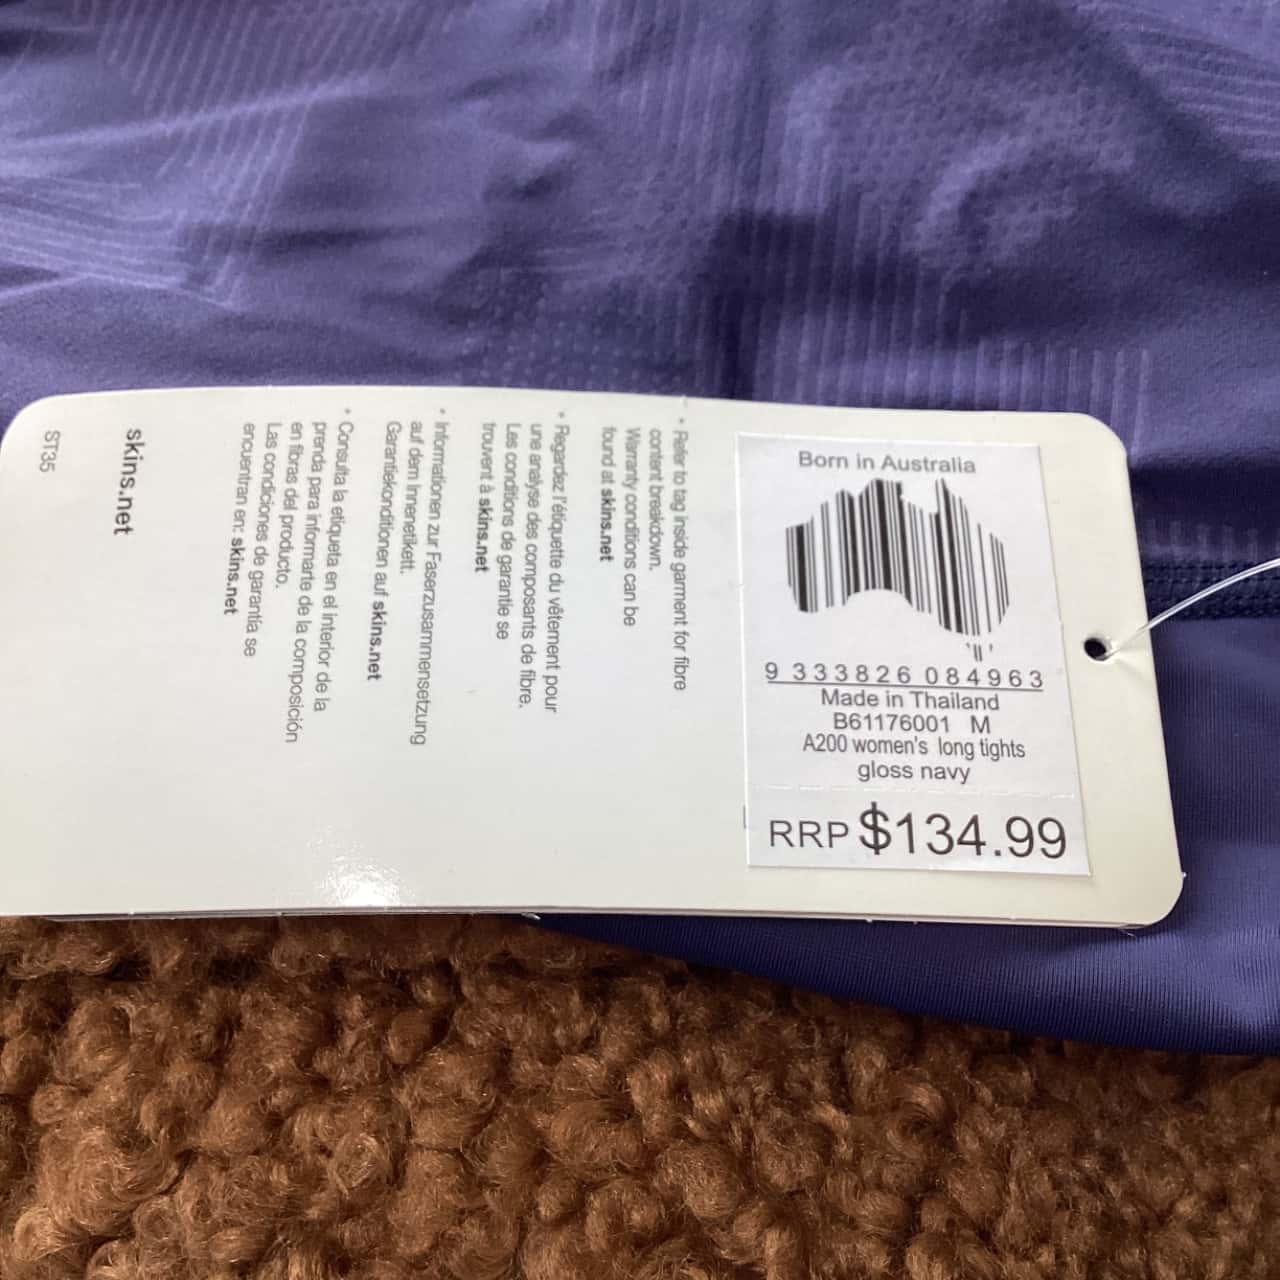 Born in Australia
9 333826 084963
Made in Thailand
B61176001 M
A200 women's long tights
gloss navy
RRP $134.99
• Refer to tag inside garment for fibre
content breakdown.
Warranty conditions can be
found at skins.net
• Regardez l'étiquette du vêtement pour
une analyse des composants de fibre.
Les conditions de garantie se
trouvent à skins.net
• Informationen zur Faserzusammensetzung
auf dem Innenetikett.
Garantiekonditionen auf skins.net
• Consulta la etiqueta en el interior de la
prenda para informarte de la composición
en fibras del producto.
Las condiciones de garantía se
encuentran en: skins.net
skins.net
ST35